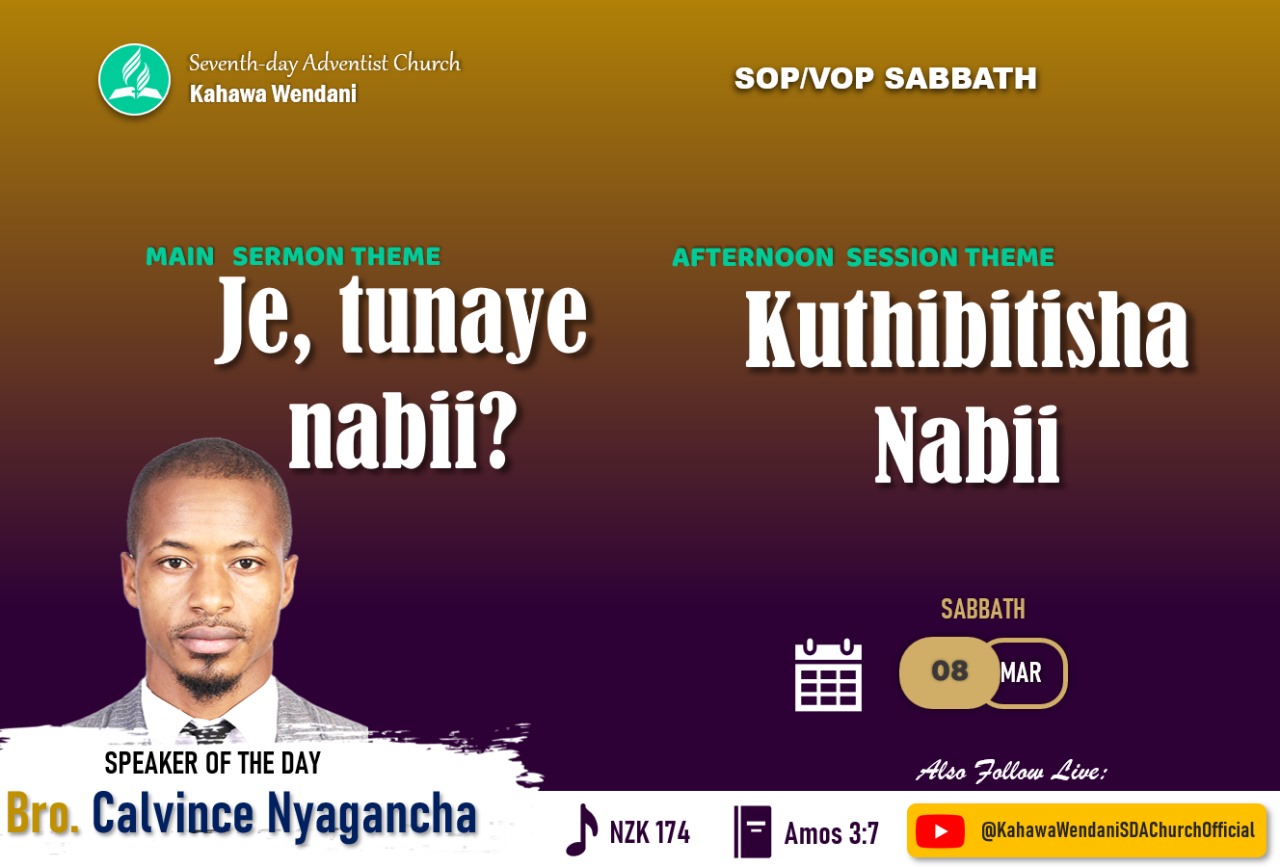 Seventh-day Adventist Church
Kahawa Wendani
SOP/VOP SABBATH
MAIN SERMON THEME
Je, tunaye
nabii?
AFTERNOON SESSION THEME
Kuthibitisha
Nabii
SABBATH
08 MAR
SPEAKER OF THE DAY
Bro. Calvince Nyagancha
Also Follow Live:
NZK 174
Amos 3:7
@KahawaWendaniSDAChurchOfficial